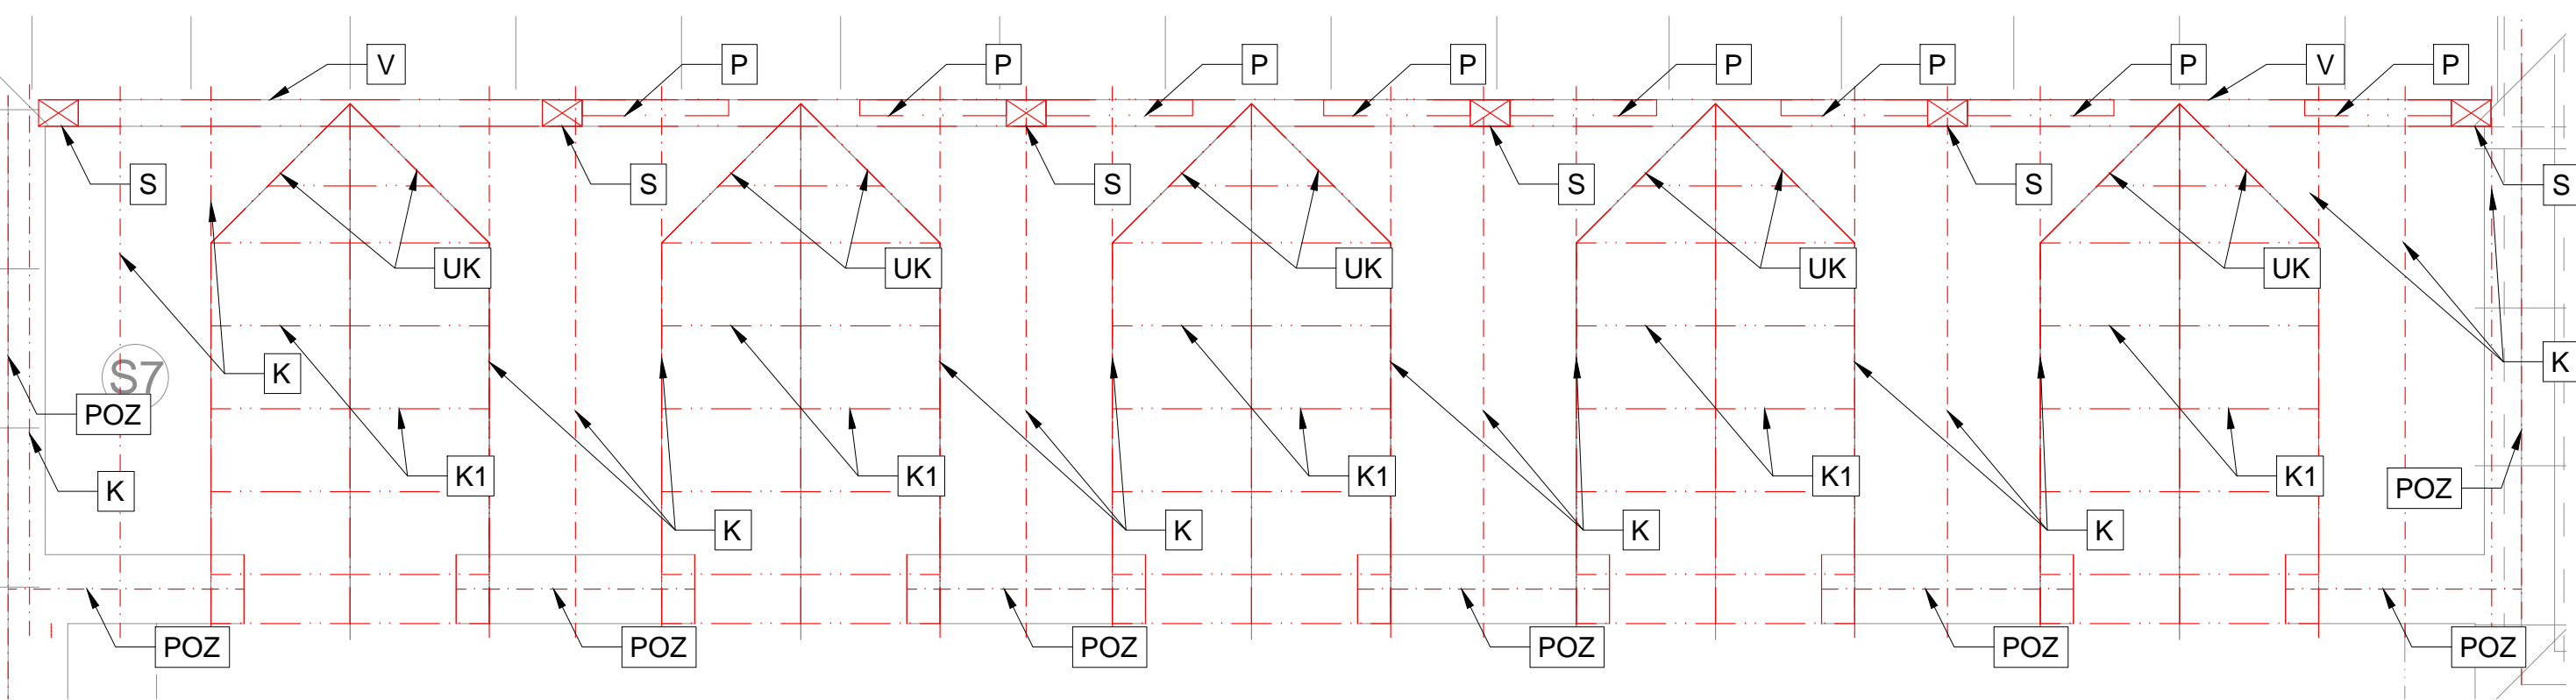 V P P P P P P P V P
S S S S S S
UK UK UK UK UK
S7 K K
POZ
K K1 K1 K1 K1 K1 POZ
K K K K
POZ POZ POZ POZ POZ POZ